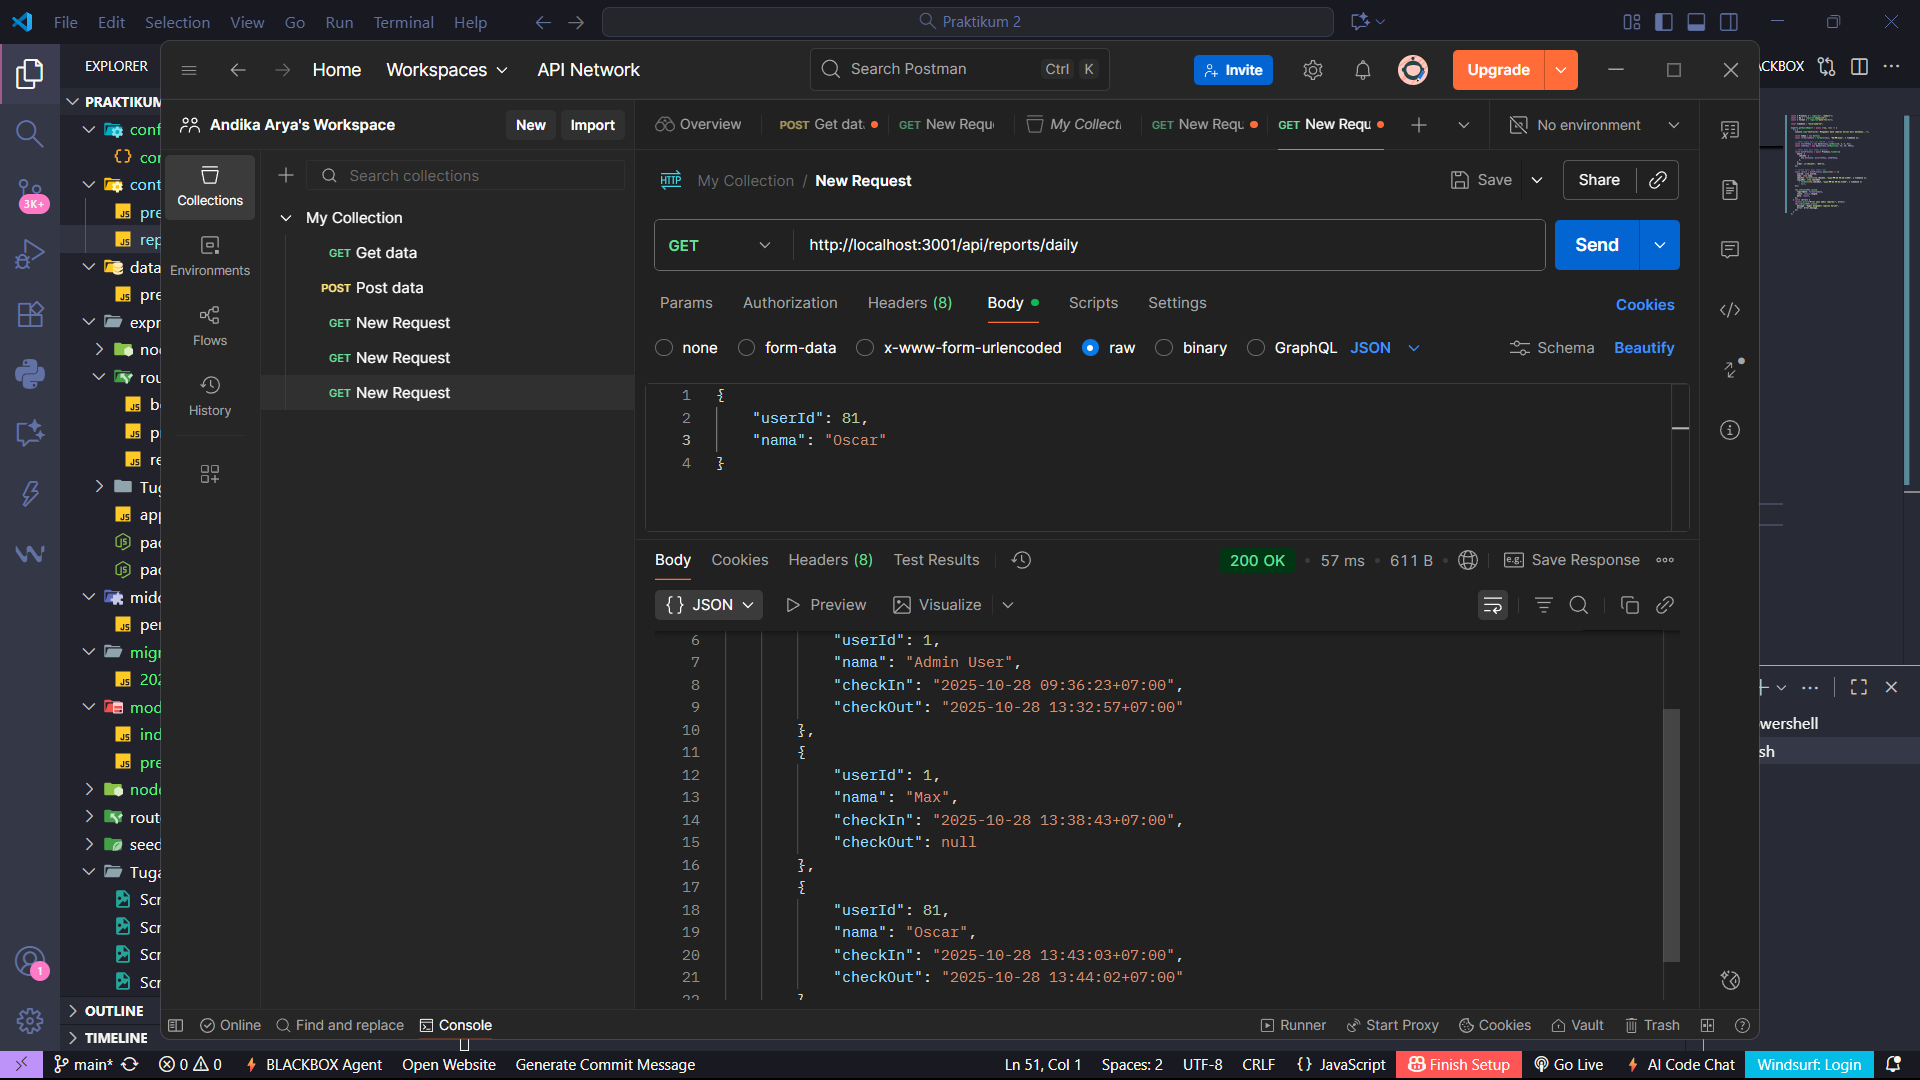 File Edit Selection View Go Run Terminal Help
Praktikum 2
EXPLORER
Home Workspaces API Network
Search Postman Ctrl K
Invite
Upgrade
CKBOX
PRAKTIKUM
Andika Arya's Workspace New Import
Overview POST Get dat GET New Requ My Collecti GET New Requ GET New Requ
No environment
Collections
Environments
Flows
History
Search collections
My Collection
GET Get data
POST Post data
GET New Request
GET New Request
GET New Request
HTTP My Collection / New Request
Save Share
GET http://localhost:3001/api/reports/daily Send
Params Authorization Headers (8) Body Scripts Settings Cookies
none form-data x-www-form-urlencoded raw binary GraphQL JSON Schema Beautify
1 {
2 "userId": 81,
3 "nama": "Oscar"
4 }
Body Cookies Headers (8) Test Results
200 OK • 57 ms • 611 B e.g. Save Response
{} JSON Preview Visualize
6 "userId": 1,
7 "nama": "Admin User",
8 "checkIn": "2025-10-28 09:36:23+07:00",
9 "checkOut": "2025-10-28 13:32:57+07:00"
10 },
11 {
12 "userId": 1,
13 "nama": "Max",
14 "checkIn": "2025-10-28 13:38:43+07:00",
15 "checkOut": null
16 },
17 {
18 "userId": 81,
19 "nama": "Oscar",
20 "checkIn": "2025-10-28 13:43:03+07:00",
21 "checkOut": "2025-10-28 13:44:02+07:00"
22 }
conf
con
cont
pre
rep
data
pre
expr
noo
rou
b
p
re
Tug
app
pac
pac
mido
per
migr
202
mod
ind
pre
node
rout
seed
Tuga
Scr
Scr
Scr
Scr
OUTLINE
TIMELINE
3K+
1
wershell
sh
Online Find and replace Console
Runner Start Proxy Cookies Vault Trash
main* 0 0 BLACKBOX Agent Open Website Generate Commit Message
Ln 51, Col 1 Spaces: 2 UTF-8 CRLF {} JavaScript Finish Setup Go Live AI Code Chat Windsurf: Login